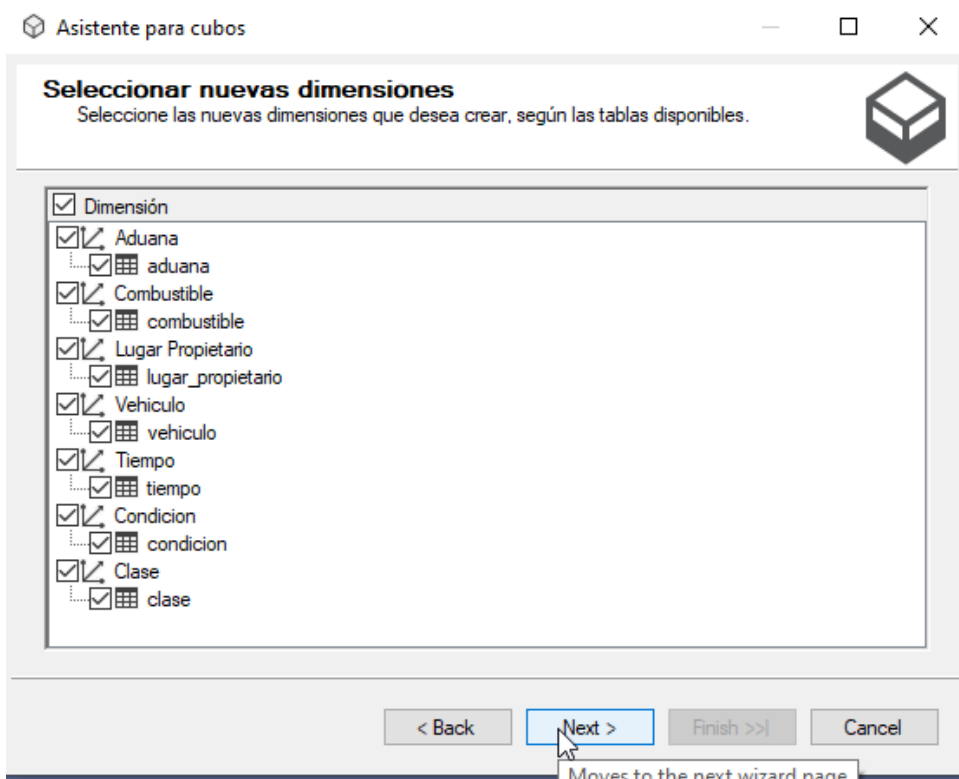 Asistente para cubos
Seleccionar nuevas dimensiones
Seleccione las nuevas dimensiones que desea crear, según las tablas disponibles.
Dimensión
Aduana
aduana
Combustible
combustible
Lugar Propietario
lugar_propietario
Vehiculo
vehiculo
Tiempo
tiempo
Condicion
condicion
Clase
clase
< Back Next > Finish >>| Cancel
Moves to the next wizard page